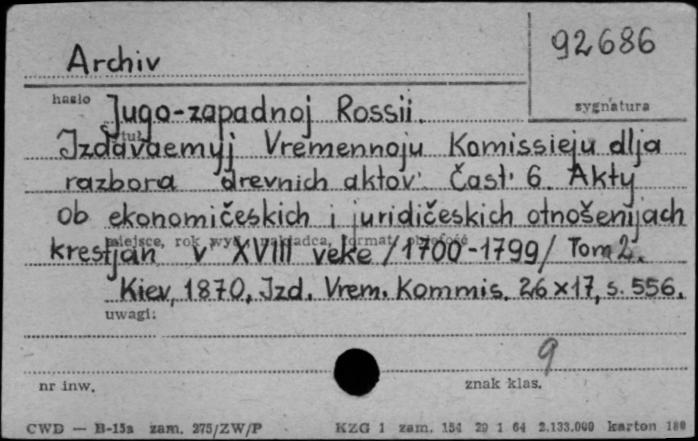 92686
Archiv
hasło
sygnatura
Jugo-zapadnoj Rossii.
Izdavaemyj Vremennoju Komissieju dlja
razbora drevnich aktov. Čast' 6. Akty
ob ekonomičeskich i juridičeskich otnošenijach
miejsce, rok wyd., nakładca, format, objętość
krestjan v XVIII veke /1700-1799/ Tom 2.
Kiev, 1870, Izd. Vrem. Kommis. 26×17, s. 556.
uwagi:
9
nr inw.
znak klas.
CWD — B-15a zam. 275/ZW/P KZG 1 zam. 154 29 1 64 2.133.000 karton 180